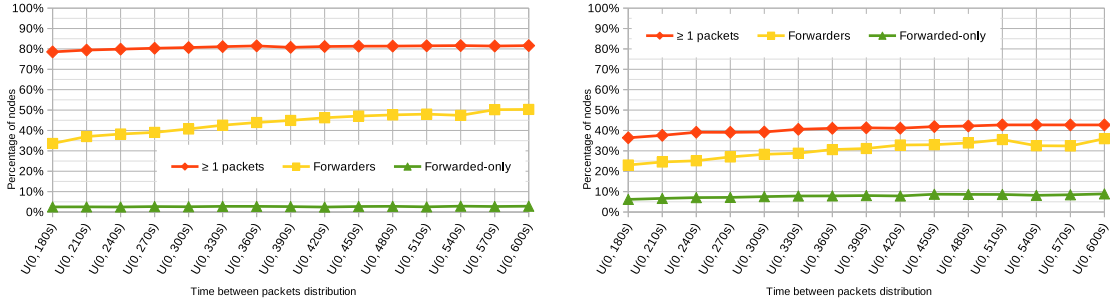 100%
90%
80%
70%
60%
50%
40%
30%
20%
10%
0%
Percentage of nodes
≥ 1 packets Forwarders Forwarded-only
U(0, 180s) U(0, 210s) U(0, 240s) U(0, 270s) U(0, 300s) U(0, 330s) U(0, 360s) U(0, 390s) U(0, 420s) U(0, 450s) U(0, 480s) U(0, 510s) U(0, 540s) U(0, 570s) U(0, 600s)
Time between packets distribution
100%
90%
80%
70%
60%
50%
40%
30%
20%
10%
0%
Percentage of nodes
≥ 1 packets Forwarders Forwarded-only
U(0, 180s) U(0, 210s) U(0, 240s) U(0, 270s) U(0, 300s) U(0, 330s) U(0, 360s) U(0, 390s) U(0, 420s) U(0, 450s) U(0, 480s) U(0, 510s) U(0, 540s) U(0, 570s) U(0, 600s)
Time between packets distribution